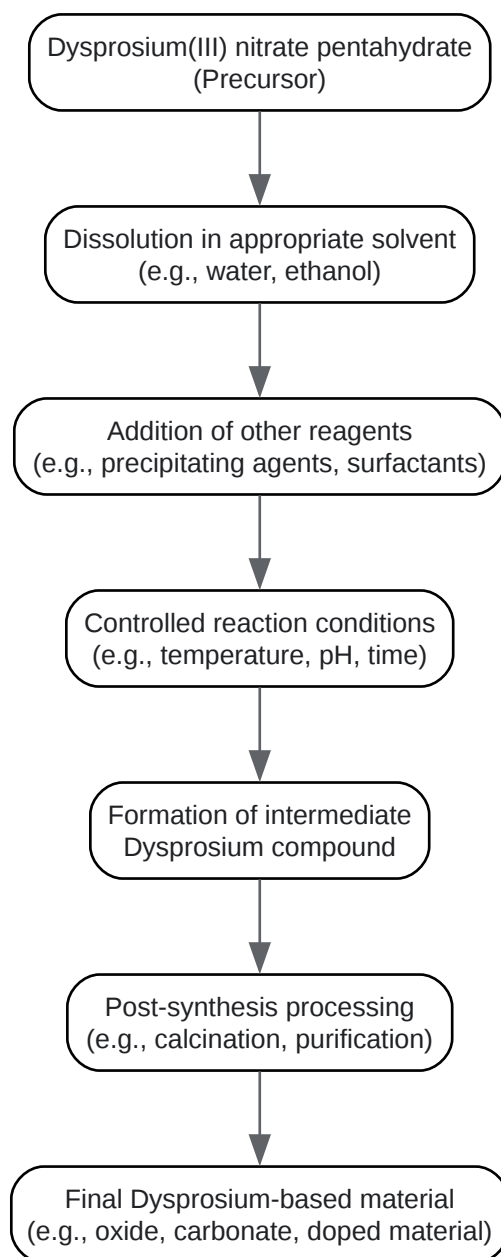 Dysprosium(III) nitrate pentahydrate
(Precursor)
Dissolution in appropriate solvent
(e.g., water, ethanol)
Addition of other reagents
(e.g., precipitating agents, surfactants)
Controlled reaction conditions
(e.g., temperature, pH, time)
Formation of intermediate
Dysprosium compound
Post-synthesis processing
(e.g., calcination, purification)
Final Dysprosium-based material
(e.g., oxide, carbonate, doped material)